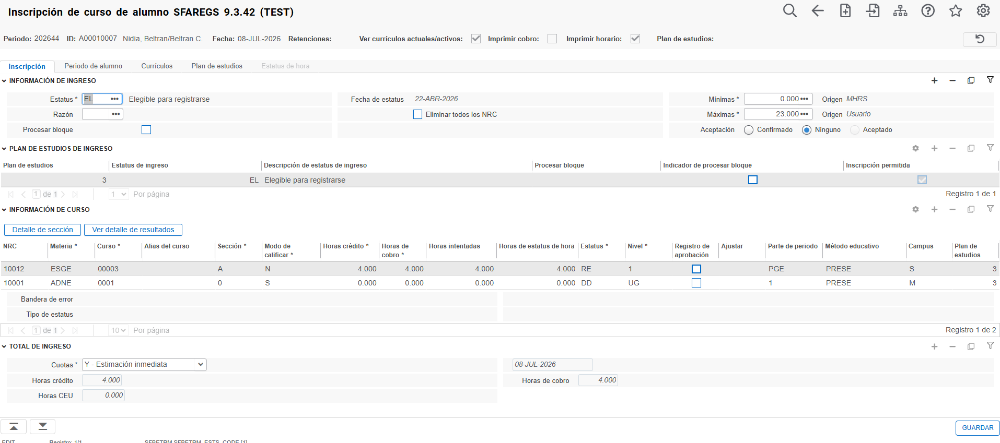 Inscripción de curso de alumno SFAREGS 9.3.42 (TEST)
Periodo: 202644 ID: A00010007 Nidia, Beltran/Beltran C. Fecha: 08-JUL-2026 Retenciones: Ver currículos actuales/activos: Imprimir cobro: Imprimir horario: Plan de estudios:
Inscripción Periodo de alumno Currículos Plan de estudios Estatus de hora
INFORMACIÓN DE INGRESO
Estatus * EL ••• Elegible para registrarse Fecha de estatus 22-ABR-2026 Mínimas * 0.000 ••• Origen MHRS
Razón ••• Eliminar todos los NRC Máximas * 23.000 ••• Origen Usuario
Procesar bloque Aceptación Confirmado Ninguno Aceptado
PLAN DE ESTUDIOS DE INGRESO
Plan de estudios Estatus de ingreso Descripción de estatus de ingreso Procesar bloque Indicador de procesar bloque Inscripción permitida
3 EL Elegible para registrarse
1 de 1 1 Por página Registro 1 de 1
INFORMACIÓN DE CURSO
Detalle de sección Ver detalle de resultados
NRC Materia * Curso * Alias del curso Sección * Modo de calificar * Horas crédito * Horas de cobro * Horas intentadas Horas de estatus de hora Estatus * Nivel * Registro de aprobación Ajustar Parte de periodo Método educativo Campus Plan de estudios
10012 ESGE 00003 A N 4.000 4.000 4.000 4.000 RE 1 PGE PRESE S 3
10001 ADNE 0001 0 S 0.000 0.000 0.000 0.000 DD UG 1 PRESE M 3
Bandera de error
Tipo de estatus
1 de 1 10 Por página Registro 1 de 2
TOTAL DE INGRESO
Cuotas * Y - Estimación inmediata 08-JUL-2026
Horas crédito 4.000 Horas de cobro 4.000
Horas CEU 0.000
GUARDAR
EDIT Registro: 1/1 SFBETRM.SFBETRM_ESTS_CODE [1]